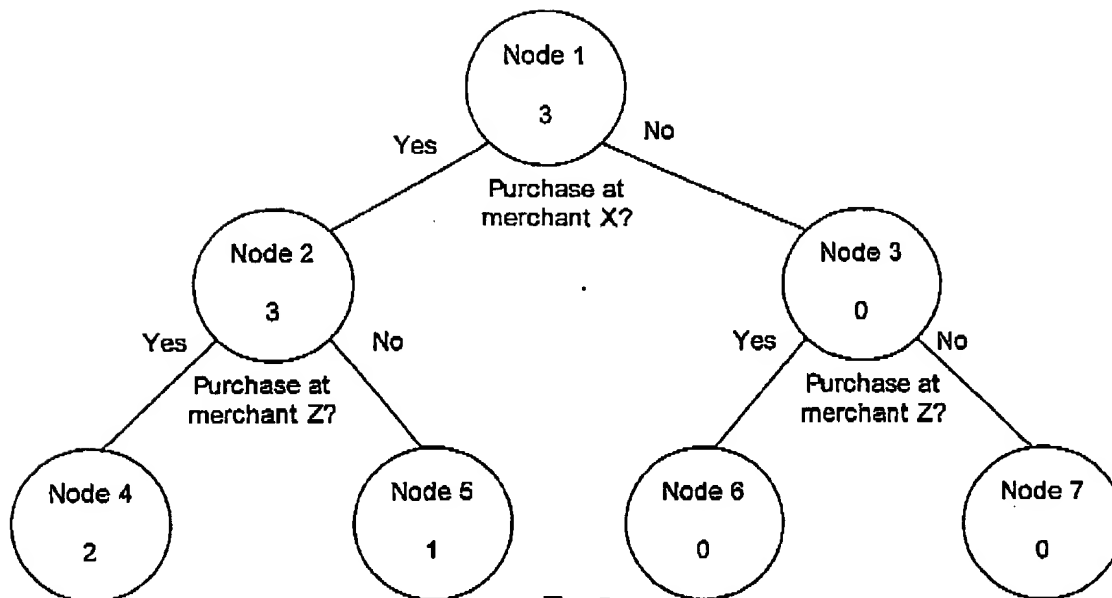 Node 1
3
Yes
No
Purchase at
merchant X?
Node 2
3
Node 3
0
Yes
No
Yes
No
Purchase at
merchant Z?
Purchase at
merchant Z?
Node 4
2
Node 5
1
Node 6
0
Node 7
0